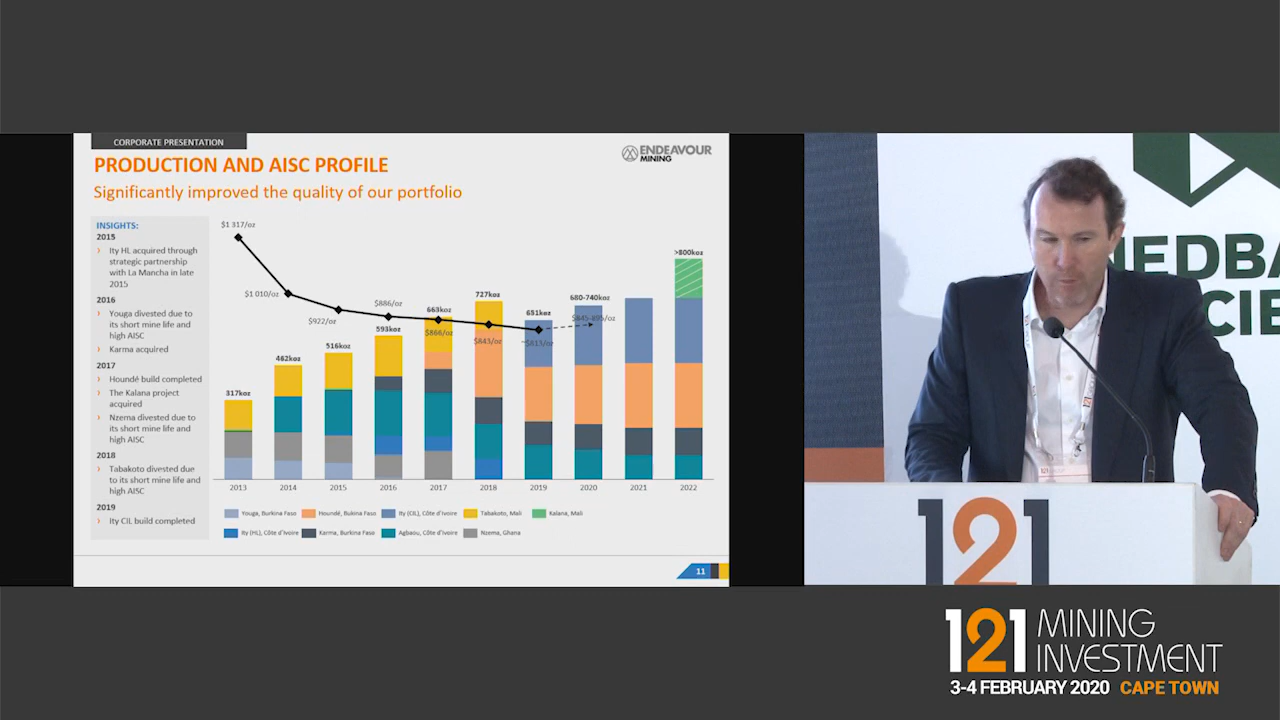 CORPORATE PRESENTATION
PRODUCTION AND AISC PROFILE
Significantly improved the quality of our portfolio
ENDEAVOUR
MINING
INSIGHTS:
2015
› Ity HL acquired through
strategic partnership
with La Mancha in late
2015
2016
› Youga divested due to
its short mine life and
high AISC
› Karma acquired
2017
› Houndé build completed
› The Kalana project
acquired
› Nzema divested due to
its short mine life and
high AISC
2018
› Tabakoto divested due
to its short mine life and
high AISC
2019
› Ity CIL build completed
$1 317/oz
$1 010/oz
$922/oz
$886/oz
$866/oz
$843/oz
~$813/oz
$845-895/oz
317koz
462koz
516koz
593koz
663koz
727koz
651koz
680-740koz
>800koz
2013 2014 2015 2016 2017 2018 2019 2020 2021 2022
Youga, Burkina Faso Houndé, Bukina Faso Ity (CIL), Côte d'Ivoire Tabakoto, Mali Kalana, Mali
Ity (HL), Côte d'Ivoire Karma, Burkina Faso Agbaou, Côte d'Ivoire Nzema, Ghana
11
NEDBA
CIE
121
121
121 MINING
INVESTMENT
3-4 FEBRUARY 2020 CAPE TOWN